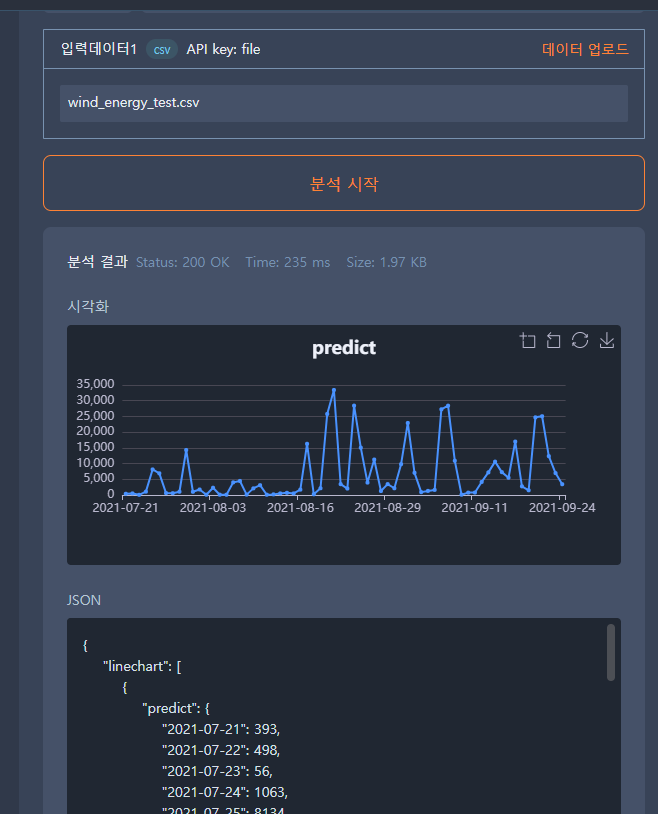 입력데이터1 csv API key: file 데이터 업로드
wind_energy_test.csv
분석 시작
분석 결과 Status: 200 OK Time: 235 ms Size: 1.97 KB
시각화
predict
35,000
30,000
25,000
20,000
15,000
10,000
5,000
0
2021-07-21 2021-08-03 2021-08-16 2021-08-29 2021-09-11 2021-09-24
JSON
{
"linechart": [
{
"predict": {
"2021-07-21": 393,
"2021-07-22": 498,
"2021-07-23": 56,
"2021-07-24": 1063,
"2021-07-25": 8134,